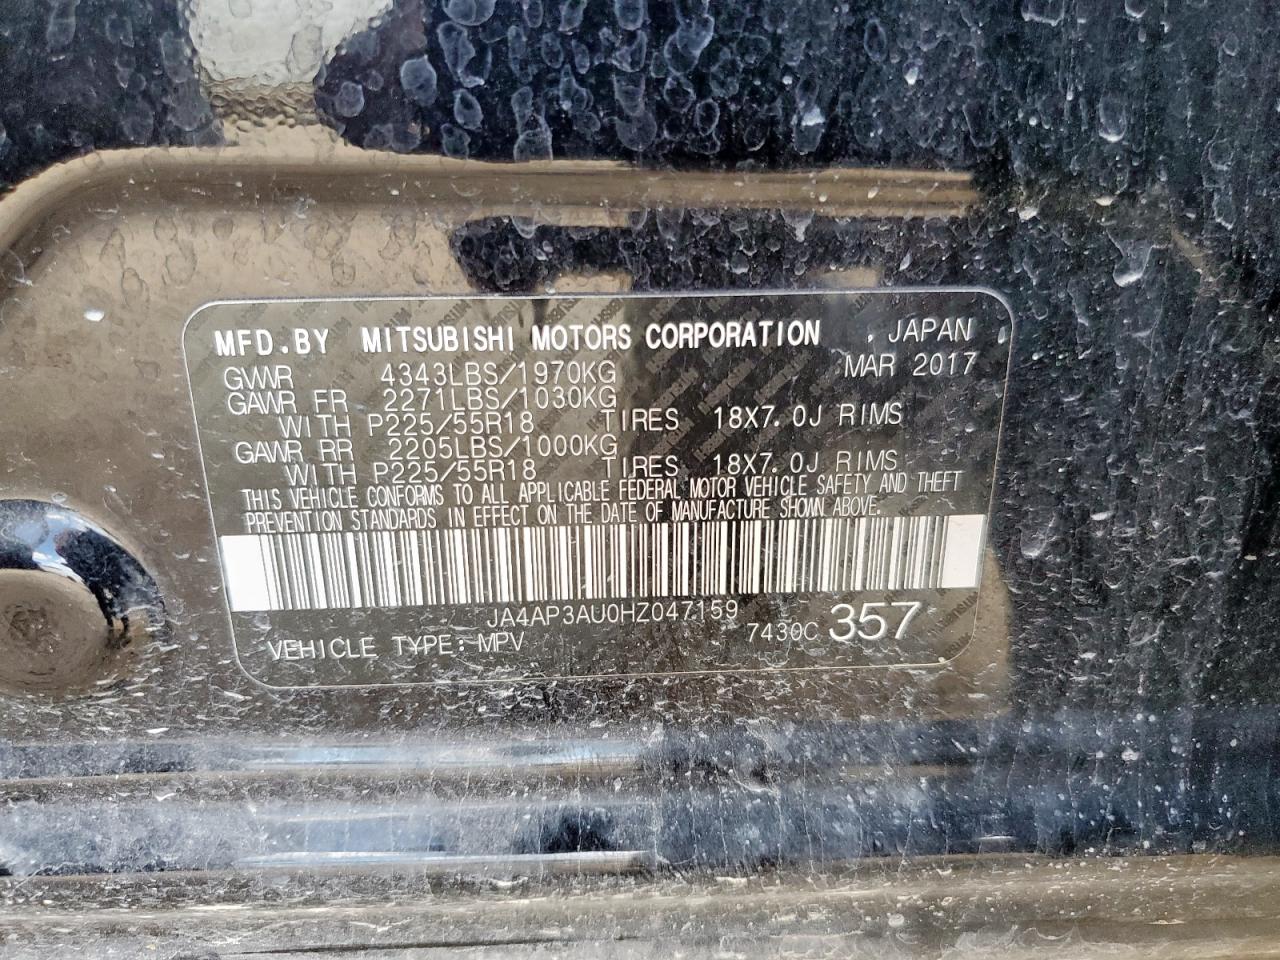 MFD.BY MITSUBISHI MOTORS CORPORATION , JAPAN
GVWR 4343LBS/1970KG MAR 2017
GAWR FR 2271LBS/1030KG
WITH P225/55R18 TIRES 18X7.0J RIMS
GAWR RR 2205LBS/1000KG
WITH P225/55R18 TIRES 18X7.0J RIMS
THIS VEHICLE CONFORMS TO ALL APPLICABLE FEDERAL MOTOR VEHICLE SAFETY AND THEFT
PREVENTION STANDARDS IN EFFECT ON THE DATE OF MANUFACTURE SHOWN ABOVE.
JA4AP3AU0HZ047159
VEHICLE TYPE: MPV 7430C 357